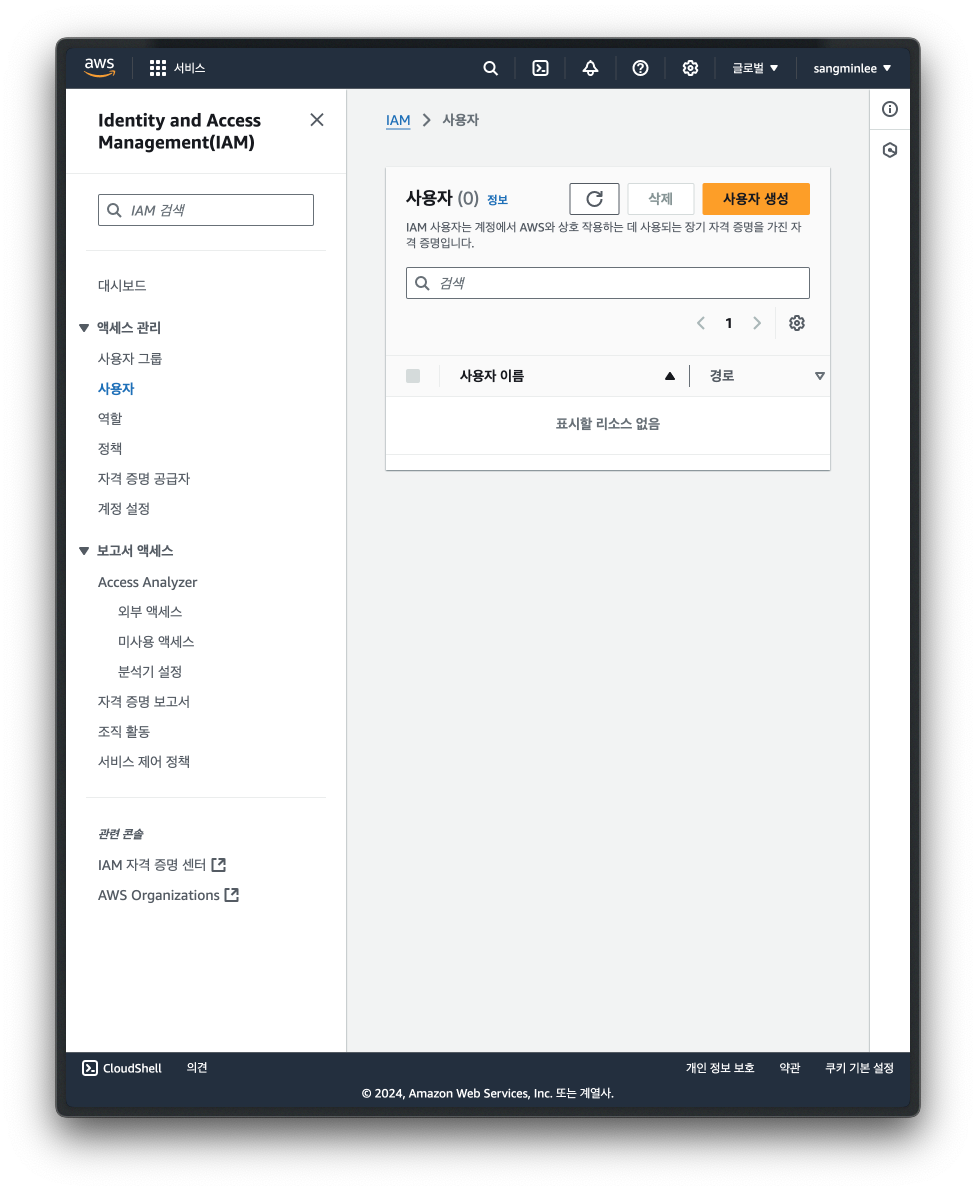 aws
서비스
글로벌
sangminlee
Identity and Access
Management(IAM)
IAM 검색
대시보드
액세스 관리
사용자 그룹
사용자
역할
정책
자격 증명 공급자
계정 설정
보고서 액세스
Access Analyzer
외부 액세스
미사용 액세스
분석기 설정
자격 증명 보고서
조직 활동
서비스 제어 정책
관련 콘솔
IAM 자격 증명 센터
AWS Organizations
IAM 사용자
사용자 (0) 정보
삭제
사용자 생성
IAM 사용자는 계정에서 AWS와 상호 작용하는 데 사용되는 장기 자격 증명을 가진 자
격 증명입니다.
검색
1
사용자 이름
경로
표시할 리소스 없음
CloudShell
의견
개인 정보 보호
약관
쿠키 기본 설정
© 2024, Amazon Web Services, Inc. 또는 계열사.